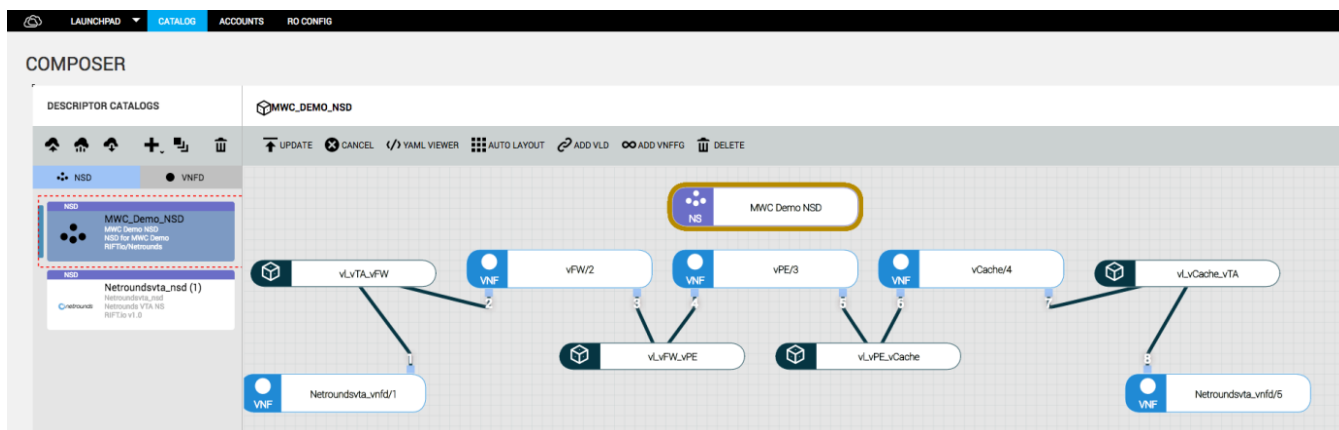 LAUNCHPAD CATALOG ACCOUNTS RO CONFIG
COMPOSER
DESCRIPTOR CATALOGS
MWC_DEMO_NSD
UPDATE CANCEL YAML VIEWER AUTO LAYOUT ADD VLD ADD VNFFG DELETE
NSD VNFD
NSD
MWC_Demo_NSD
MWC Demo NSD
NSD for MWC Demo
RIFTio/Netrounds
NSD
Netroundsvta_nsd (1)
Netroundsvta_nsd
Netrounds VTA NS
RIFT.io v1.0
netrounds
NS MWC Demo NSD
vl_vTA_vFW
VNF vFW/2
VNF vPE/3
VNF vCache/4
vl_vCache_vTA
2 3 4 5 6 7
vl_vFW_vPE
vl_vPE_vCache
1 8
VNF Netroundsvta_vnfd/1
VNF Netroundsvta_vnfd/5